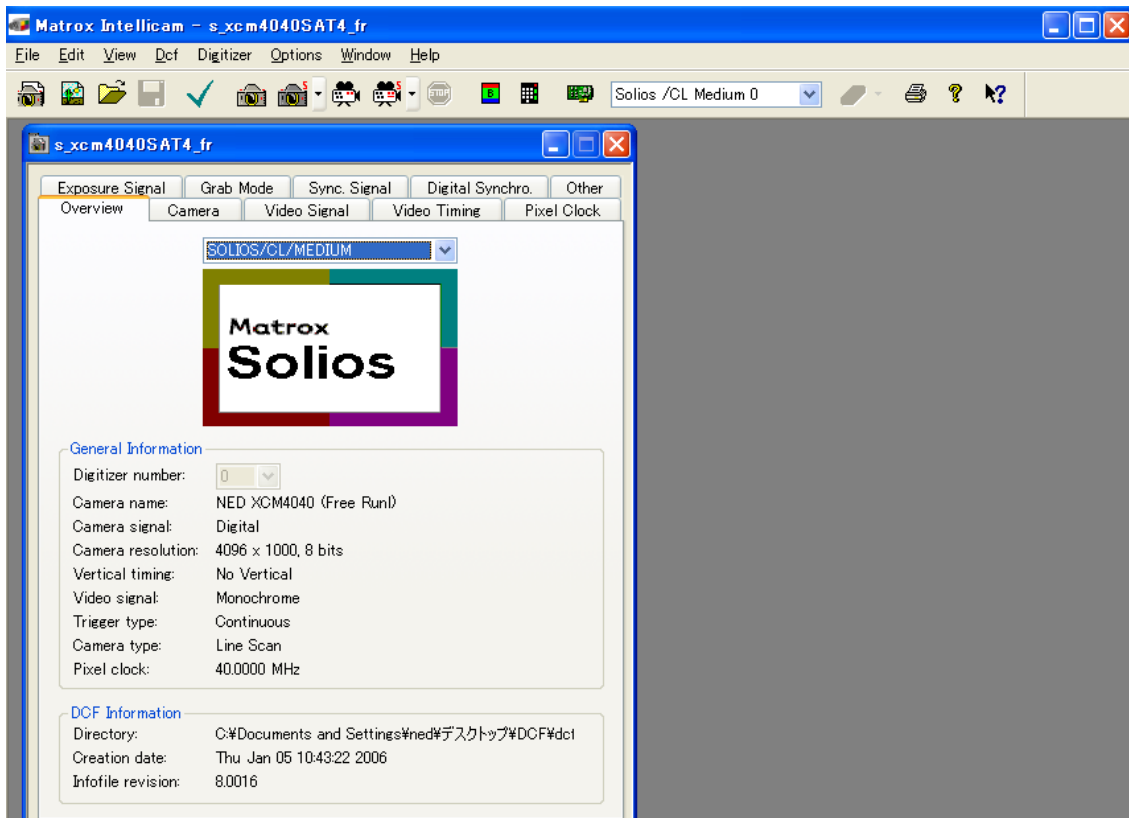 Matrox Intellicam - s_xcm4040SAT4_fr
File Edit View Dcf Digitizer Options Window Help
Solios /CL Medium 0
s_xcm4040SAT4_fr
Exposure Signal Grab Mode Sync. Signal Digital Synchro. Other
Overview Camera Video Signal Video Timing Pixel Clock
SOLIOS/CL/MEDIUM
Matrox
Solios
General Information
Digitizer number: 0
Camera name: NED XCM4040 (Free Runl)
Camera signal: Digital
Camera resolution: 4096 x 1000, 8 bits
Vertical timing: No Vertical
Video signal: Monochrome
Trigger type: Continuous
Camera type: Line Scan
Pixel clock: 40.0000 MHz
DCF Information
Directory: C:¥Documents and Settings¥ned¥デスクトップ¥DCF¥dcf
Creation date: Thu Jan 05 10:43:22 2006
Infofile revision: 8.0016